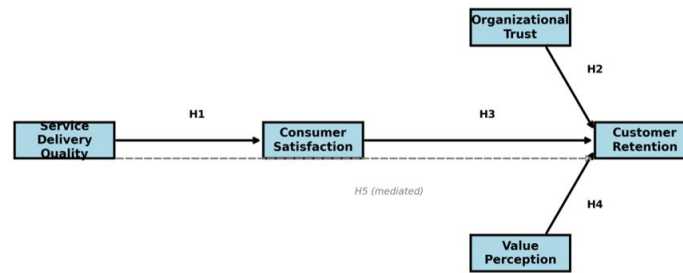 Organizational
Trust
H2
H1
H3
Service
Delivery
Quality
Consumer
Satisfaction
Customer
Retention
H5 (mediated)
H4
Value
Perception